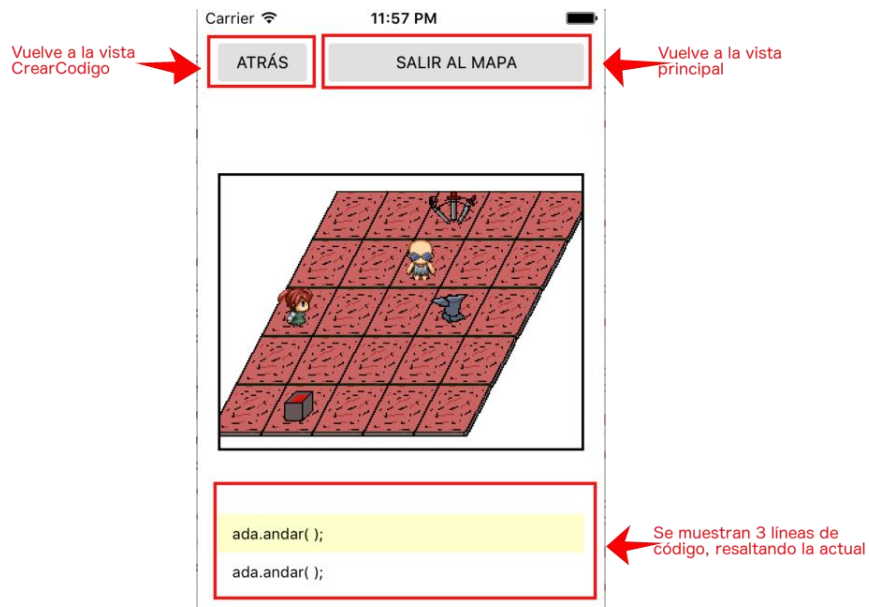 Carrier 11:57 PM
Vuelve a la vista
CrearCodigo
ATRÁS
SALIR AL MAPA
Vuelve a la vista
principal
ada.andar( );
ada.andar( );
Se muestran 3 líneas de
código, resaltando la actual